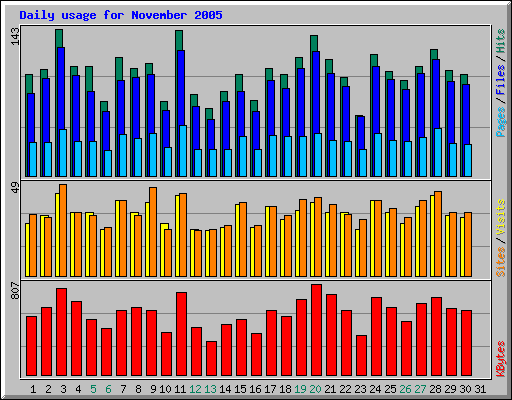 Daily usage for November 2005
143
Pages / Files / Hits
49
Sites / Visits
807
KBytes
1 2 3 4 5 6 7 8 9 10 11 12 13 14 15 16 17 18 19 20 21 22 23 24 25 26 27 28 29 30 31